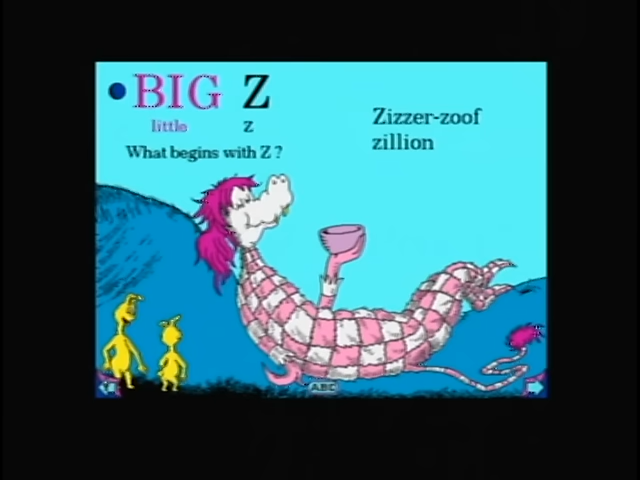 BIG Z
little z
What begins with Z ?
Zizzer-zoof
zillion
ABC